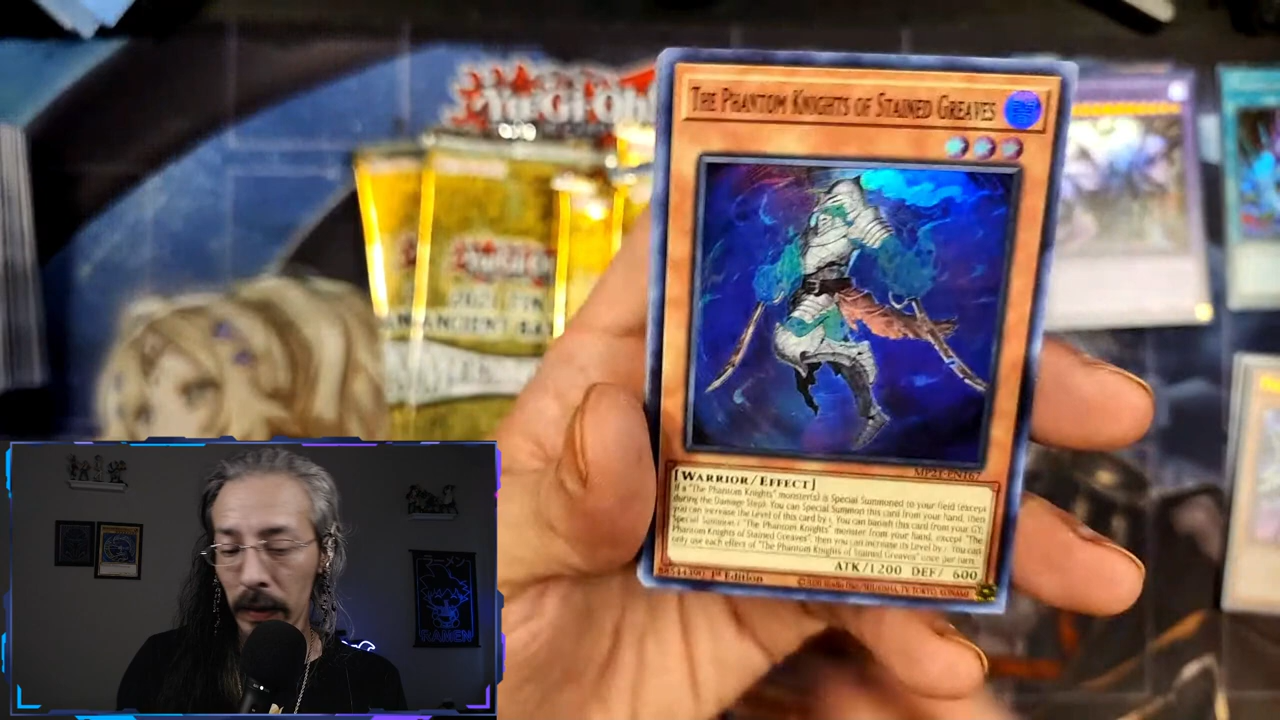 Yu-Gi-Oh!
THE PHANTOM KNIGHTS OF STAINED GREAVES
MP21-EN167
[WARRIOR/EFFECT]
If a "The Phantom Knights" monster(s) is Special Summoned to your field (except
during the Damage Step): You can Special Summon this card from your hand, then
you can increase the Level of this card by 1. You can banish this card from your GY;
Special Summon 1 "The Phantom Knights" monster from your hand, except "The
Phantom Knights of Stained Greaves", then you can increase its Level by 1. You can
only use each effect of "The Phantom Knights of Stained Greaves" once per turn.
ATK/1200 DEF/ 600
1st Edition
RAMEN